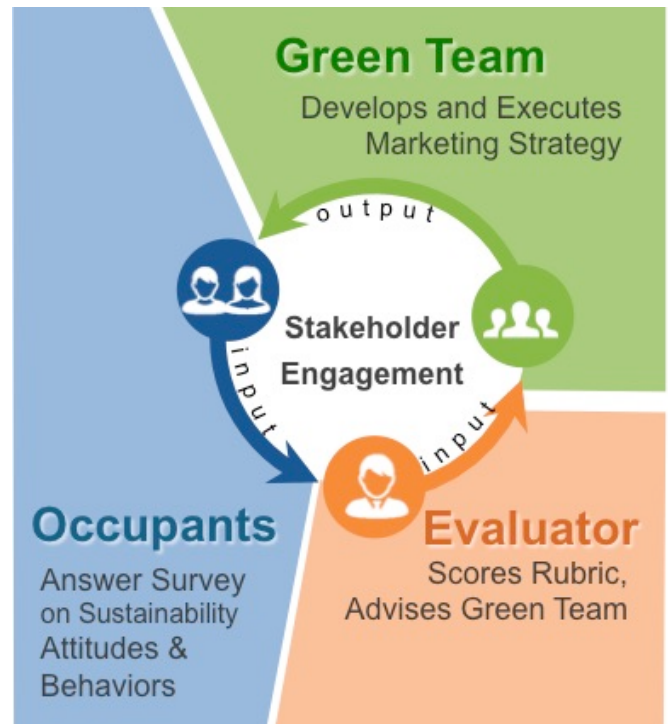 Green Team
Develops and Executes
Marketing Strategy
output
Stakeholder
Engagement
input
input
Occupants
Answer Survey
on Sustainability
Attitudes &
Behaviors
Evaluator
Scores Rubric,
Advises Green Team